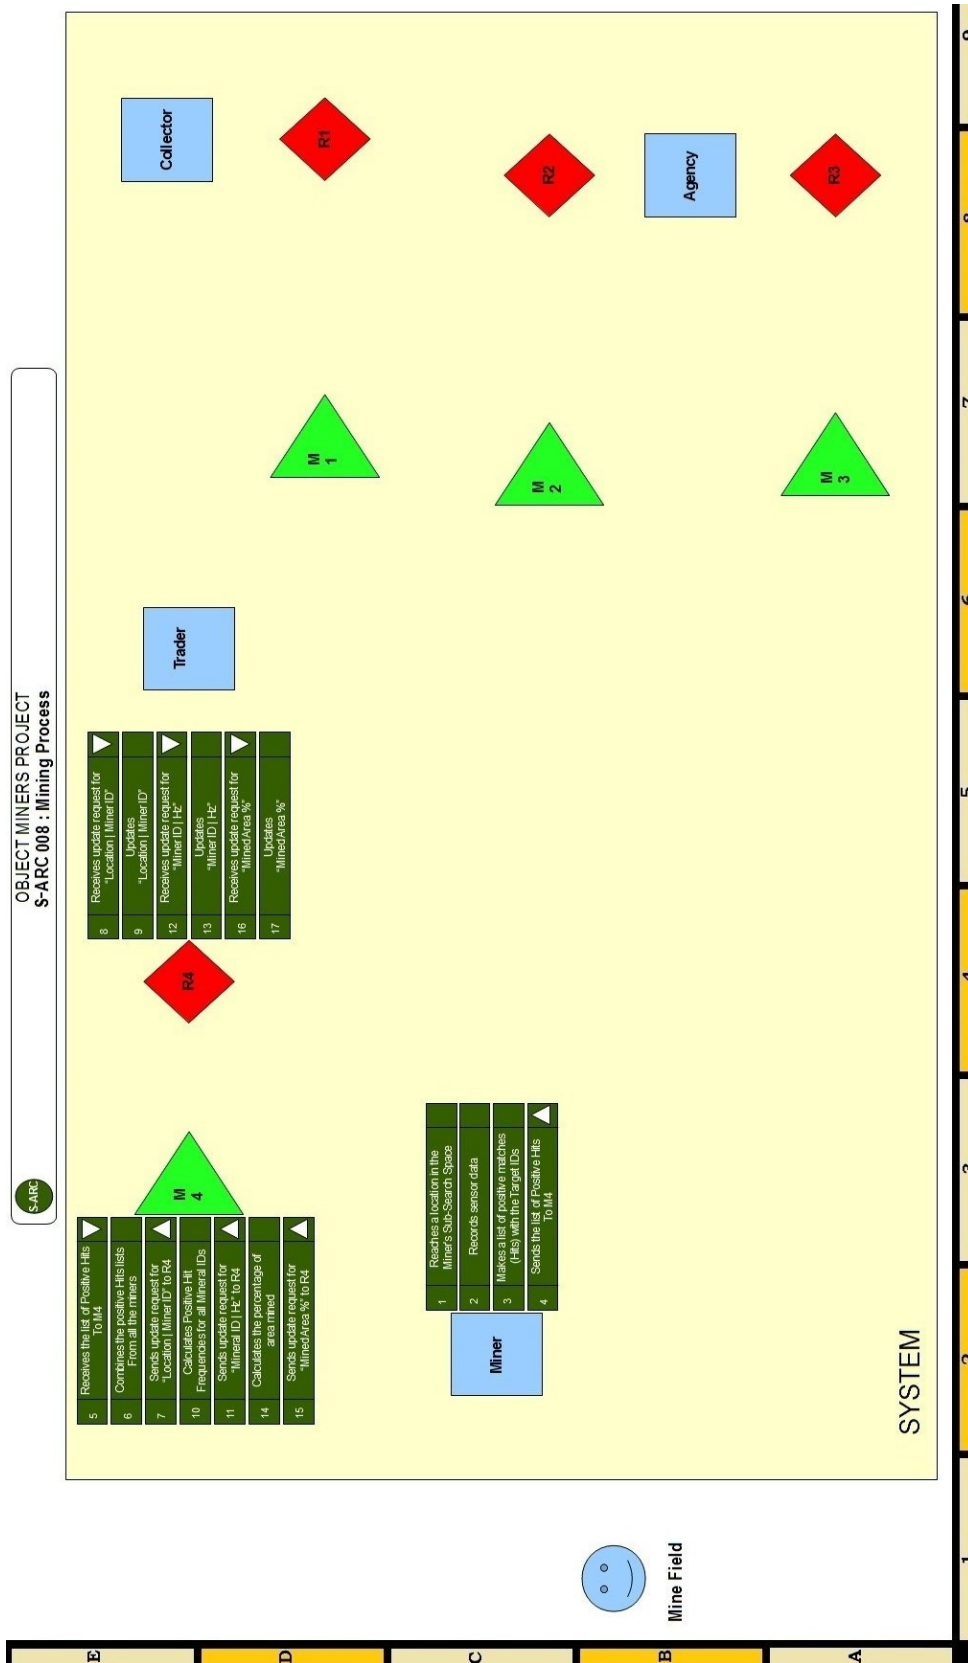 OBJECT MINERS PROJECT
S-ARC 008 : Mining Process
S-ARC
5
Receives the list of Positive Hits
To M4
6
Combines the positive Hits lists
From all the miners
7
Sends update request for
"Location | Miner ID" to R4
10
Calculates Positive Hit
Frequencies for all Mineral IDs
11
Sends update request for
"Mineral ID | Hz" to R4
14
Calculates the percentage of
area mined
15
Sends update request for
"Mined Area %" to R4
M
4
R4
8
Receives update request for
"Location | Miner ID"
9
Updates
"Location | Miner ID"
12
Receives update request for
"Miner ID | Hz"
13
Updates
"Miner ID | Hz"
16
Receives update request for
"Mined Area %"
17
Updates
"Mined Area %"
Trader
Collector
M
1
R1
Miner
1
Reaches a location in the
Miner's Sub-Search Space
2
Records sensor data
3
Makes a list of positive matches
(Hits) with the Target IDs
4
Sends the list of Positive Hits
To M4
M
2
R2
Agency
M
3
R3
Mine Field
SYSTEM
E
D
C
B
A
1
2
3
4
5
6
7
8
9